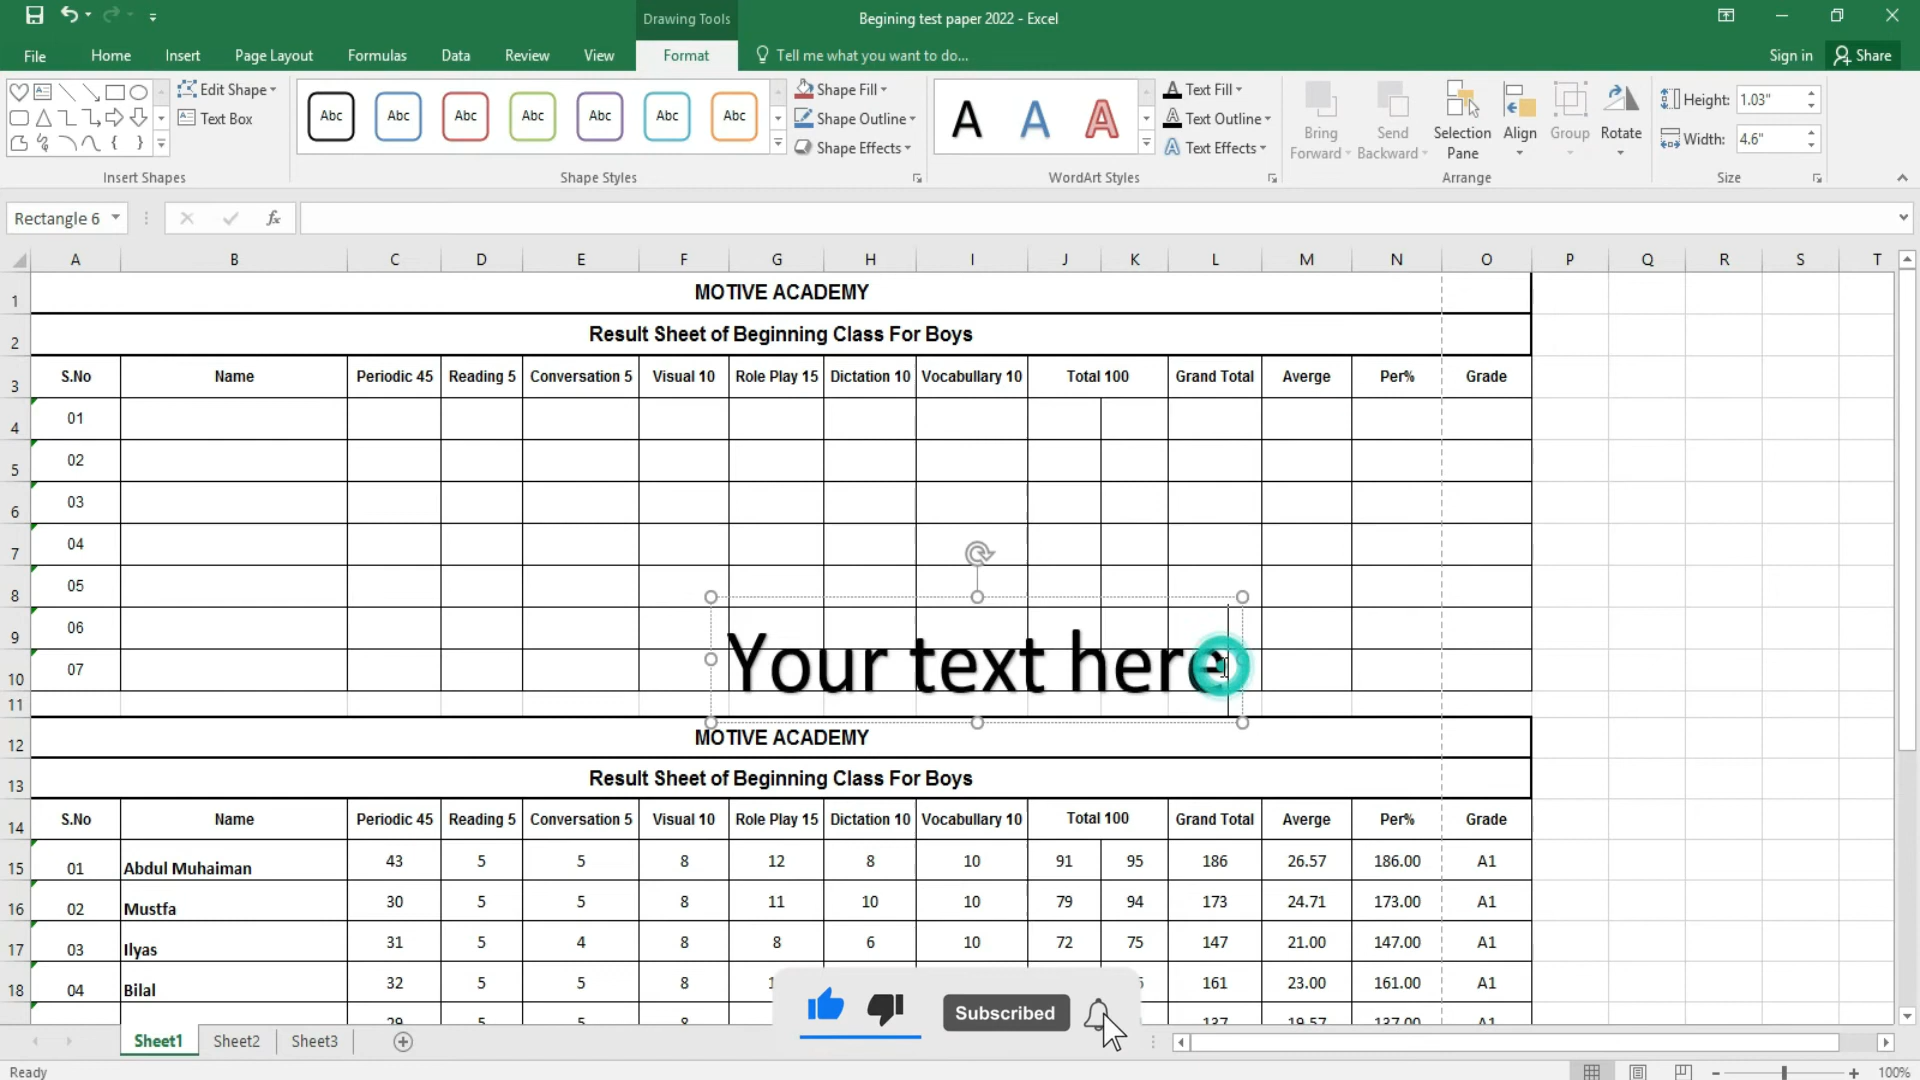 Drawing Tools
Begining test paper 2022 - Excel
File Home Insert Page Layout Formulas Data Review View Format Tell me what you want to do... Sign in Share
Edit Shape
Text Box
Insert Shapes
Abc Abc Abc Abc Abc Abc Abc
Shape Styles
Shape Fill
Shape Outline
Shape Effects
A A A
WordArt Styles
Text Fill
Text Outline
Text Effects
Bring Forward
Send Backward
Selection Pane
Align
Group
Rotate
Arrange
Height: 1.03"
Width: 4.6"
Size
Rectangle 6 fx
A B C D E F G H I J K L M N O P Q R S T
1 MOTIVE ACADEMY
2 Result Sheet of Beginning Class For Boys
3 S.No Name Periodic 45 Reading 5 Conversation 5 Visual 10 Role Play 15 Dictation 10 Vocabullary 10 Total 100 Grand Total Averge Per% Grade
4 01
5 02
6 03
7 04
8 05
9 06
10 07
Your text here
11
12 MOTIVE ACADEMY
13 Result Sheet of Beginning Class For Boys
14 S.No Name Periodic 45 Reading 5 Conversation 5 Visual 10 Role Play 15 Dictation 10 Vocabullary 10 Total 100 Grand Total Averge Per% Grade
15 01 Abdul Muhaiman 43 5 5 8 12 8 10 91 95 186 26.57 186.00 A1
16 02 Mustfa 30 5 5 8 11 10 10 79 94 173 24.71 173.00 A1
17 03 Ilyas 31 5 4 8 8 6 10 72 75 147 21.00 147.00 A1
18 04 Bilal 32 5 5 8 161 23.00 161.00 A1
Subscribed
Sheet1 Sheet2 Sheet3
Ready 100%